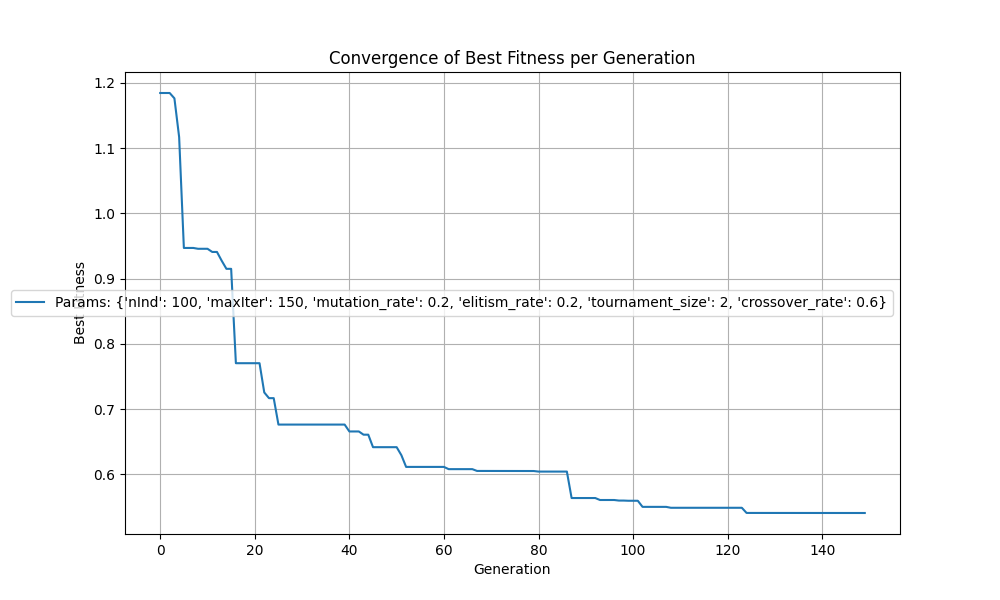 Convergence of Best Fitness per Generation
1.2
1.1
1.0
0.9
0.8
0.7
0.6
Best
ness
Params: {'nInd': 100, 'maxIter': 150, 'mutation_rate': 0.2, 'elitism_rate': 0.2, 'tournament_size': 2, 'crossover_rate': 0.6}
0 20 40 60 80 100 120 140
Generation